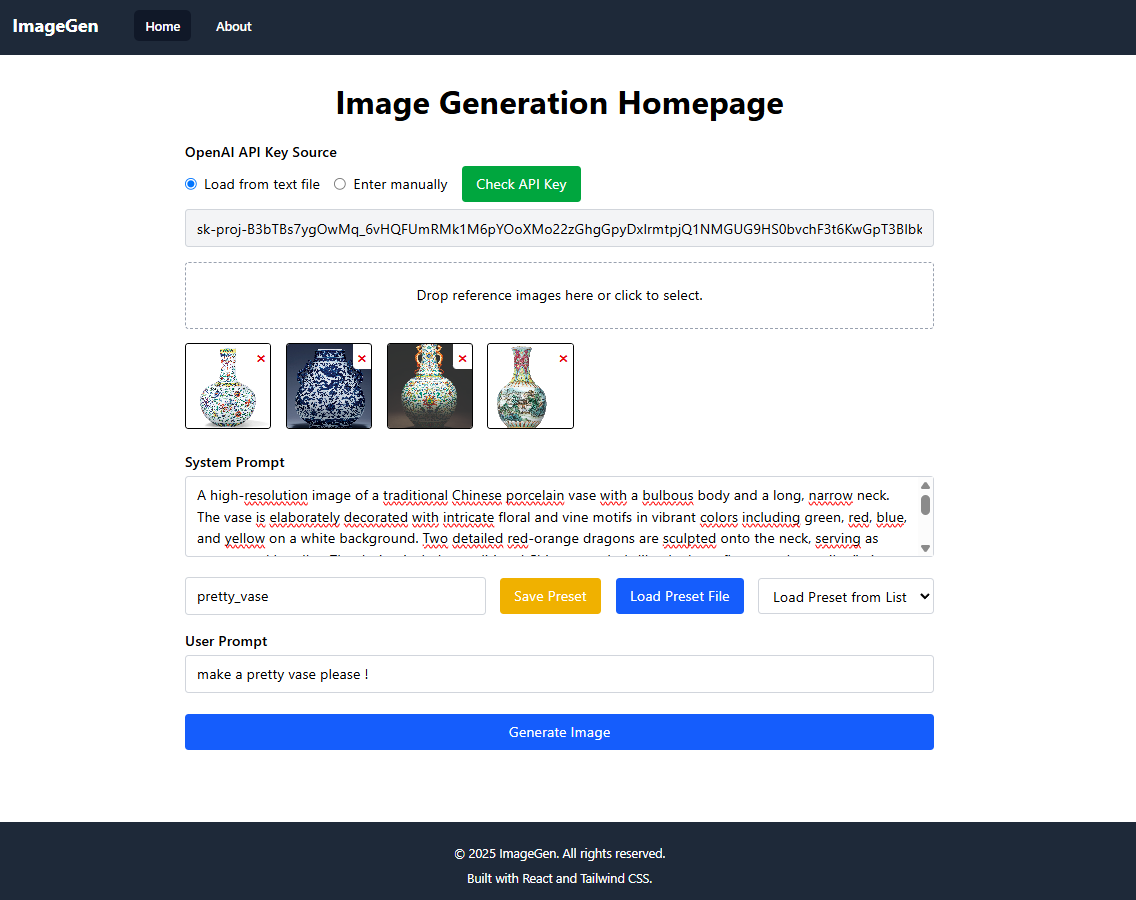 ImageGen Home About
Image Generation Homepage
OpenAI API Key Source
Load from text file Enter manually Check API Key
sk-proj-B3bTBs7ygOwMq_6vHQFUmRMk1M6pYOoXMo22zGhgGpyDxIrmtpjQ1NMGUG9HS0bvchF3t6KwGpT3BIbk
Drop reference images here or click to select.
System Prompt
A high-resolution image of a traditional Chinese porcelain vase with a bulbous body and a long, narrow neck.
The vase is elaborately decorated with intricate floral and vine motifs in vibrant colors including green, red, blue,
and yellow on a white background. Two detailed red-orange dragons are sculpted onto the neck, serving as
pretty_vase Save Preset Load Preset File Load Preset from List
User Prompt
make a pretty vase please !
Generate Image
© 2025 ImageGen. All rights reserved.
Built with React and Tailwind CSS.